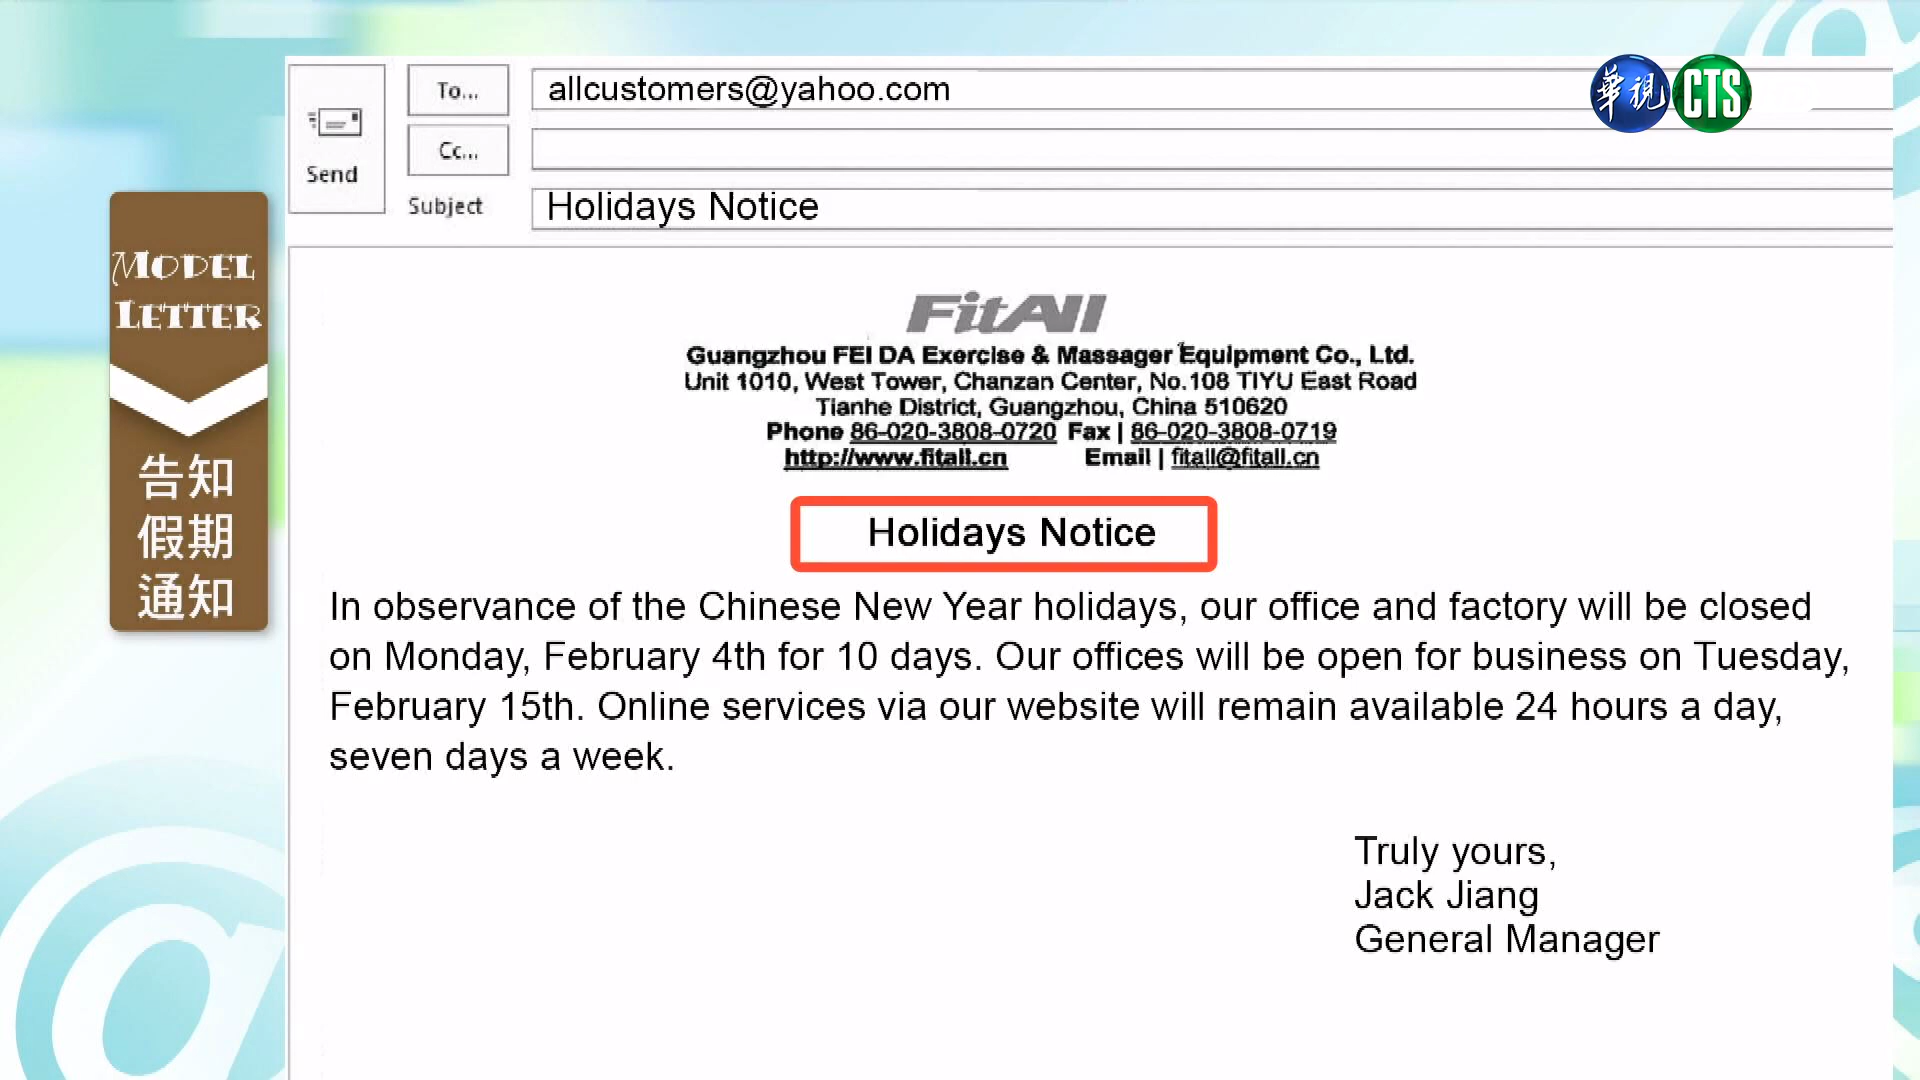 華視 CTS
To...
allcustomers@yahoo.com
Cc...
Send
Subject
Holidays Notice
MODEL
LETTER
告知
假期
通知
FitAll
Guangzhou FEI DA Exercise & Massager Equipment Co., Ltd.
Unit 1010, West Tower, Chanzan Center, No.108 TIYU East Road
Tianhe District, Guangzhou, China 510620
Phone 86-020-3808-0720 Fax | 86-020-3808-0719
http://www.fitall.cn Email | fitall@fitall.cn
Holidays Notice
In observance of the Chinese New Year holidays, our office and factory will be closed
on Monday, February 4th for 10 days. Our offices will be open for business on Tuesday,
February 15th. Online services via our website will remain available 24 hours a day,
seven days a week.
Truly yours,
Jack Jiang
General Manager